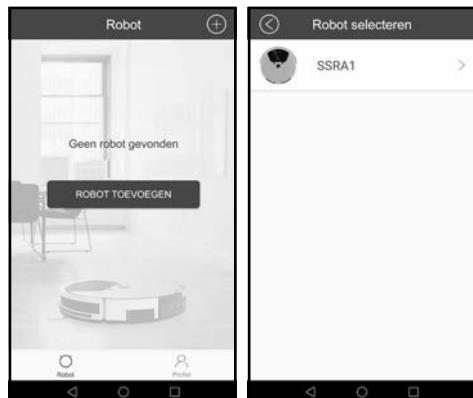 Robot
Geen robot gevonden
ROBOT TOEVOEGEN
Robot
Profiel
Robot selecteren
SSRA1